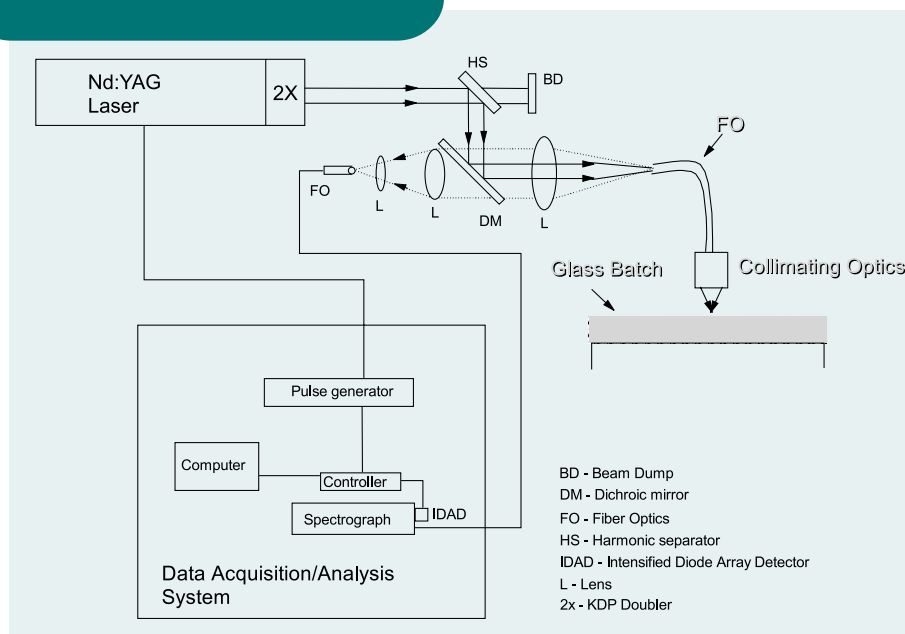 Nd:YAG
Laser
2X
HS
BD
FO
FO
L
L
DM
L
Glass Batch
Collimating Optics
Pulse generator
Computer
Controller
IDAD
Spectrograph
Data Acquisition/Analysis
System
BD - Beam Dump
DM - Dichroic mirror
FO - Fiber Optics
HS - Harmonic separator
IDAD - Intensified Diode Array Detector
L - Lens
2x - KDP Doubler